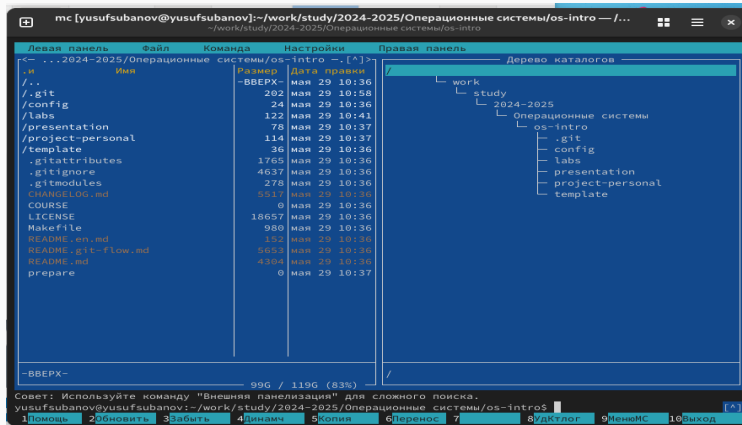 mc [yusufsubanov@yusufsubanov]:~/work/study/2024-2025/Операционные системы/os-intro — /...
~/work/study/2024-2025/Операционные системы/os-intro
Левая панель Файл Команда Настройки Правая панель
<— ...2024-2025/Операционные системы/os-intro —.[^]>
.и Имя Размер Дата правки
/.. -ВВЕРХ- мая 29 10:36
/.git 202 мая 29 10:58
/config 24 мая 29 10:36
/labs 122 мая 29 10:41
/presentation 78 мая 29 10:37
/project-personal 114 мая 29 10:37
/template 36 мая 29 10:36
.gitattributes 1765 мая 29 10:36
.gitignore 4637 мая 29 10:36
.gitmodules 278 мая 29 10:36
CHANGELOG.md 5517 мая 29 10:36
COURSE 0 мая 29 10:36
LICENSE 18657 мая 29 10:36
Makefile 980 мая 29 10:36
README.en.md 152 мая 29 10:36
README.git-flow.md 5653 мая 29 10:36
README.md 4304 мая 29 10:36
prepare 0 мая 29 10:37
-ВВЕРХ-
99G / 119G (83%)
Дерево каталогов
/
work
study
2024-2025
Операционные системы
os-intro
.git
config
labs
presentation
project-personal
template
/
Совет: Используйте команду "Внешняя панелизация" для сложного поиска.
yusufsubanov@yusufsubanov:~/work/study/2024-2025/Операционные системы/os-intro$ [^]
1Помощь 2Обновить 3Забыть 4Динамч 5Копия 6Перенос 7 8УдКтлог 9МенюМС 10Выход